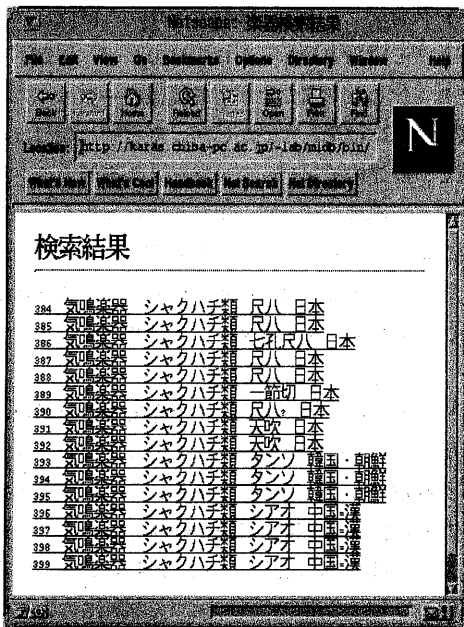 Netscape: 楽器検索結果
File Edit View Go Bookmarks Options Directory Window Help
Back Home Reload Open Print Find
Location: http://karas.chiba-pc.ac.jp/~lab/midb/bin/
What's New What's Cool Handbook Net Search Net Directory
N
検索結果
384 気鳴楽器 シャクハチ類 尺八 日本
385 気鳴楽器 シャクハチ類 尺八 日本
386 気鳴楽器 シャクハチ類 七孔尺八 日本
387 気鳴楽器 シャクハチ類 尺八 日本
388 気鳴楽器 シャクハチ類 尺八 日本
389 気鳴楽器 シャクハチ類 一節切 日本
390 気鳴楽器 シャクハチ類 尺八? 日本
391 気鳴楽器 シャクハチ類 天吹 日本
392 気鳴楽器 シャクハチ類 天吹 日本
393 気鳴楽器 シャクハチ類 タンソ 韓国・朝鮮
394 気鳴楽器 シャクハチ類 タンソ 韓国・朝鮮
395 気鳴楽器 シャクハチ類 タンソ 韓国・朝鮮
396 気鳴楽器 シャクハチ類 シアオ 中国=漢
397 気鳴楽器 シャクハチ類 シアオ 中国=漢
398 気鳴楽器 シャクハチ類 シアオ 中国=漢
399 気鳴楽器 シャクハチ類 シアオ 中国=漢